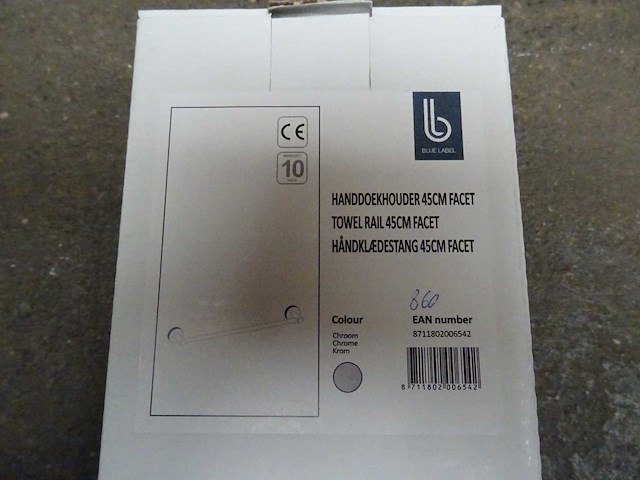 CE
10
b
BLUE LABEL
HANDDOEKHOUDER 45CM FACET
TOWEL RAIL 45CM FACET
HÅNDKLÆDESTANG 45CM FACET
860
Colour
EAN number
Chroom
8711802006542
Chrome
Krom
8 711802 006542